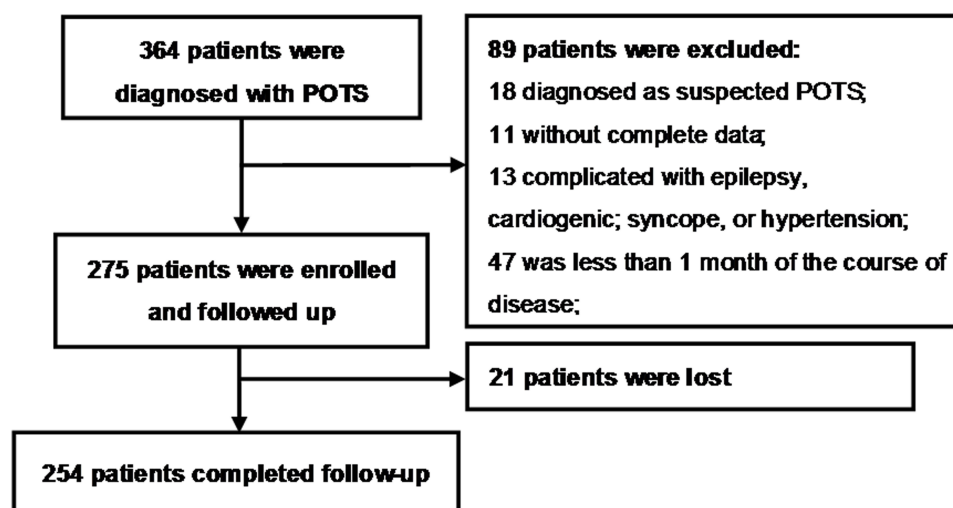 364 patients were
diagnosed with POTS
89 patients were excluded:
18 diagnosed as suspected POTS;
11 without complete data;
13 complicated with epilepsy,
cardiogenic; syncope, or hypertension;
47 was less than 1 month of the course of
disease;
275 patients were enrolled
and followed up
21 patients were lost
254 patients completed follow-up